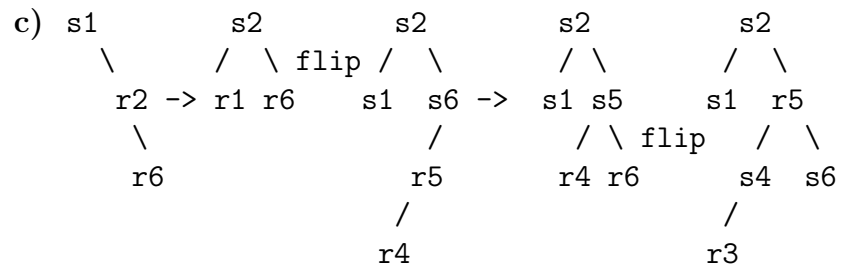 c) s1 s2 s2 s2 s2
\ / \ flip / \ / \ / \
r2 -> r1 r6 s1 s6 -> s1 s5 s1 r5
\ / / \ flip / \
r6 r5 r4 r6 s4 s6
/ /
r4 r3